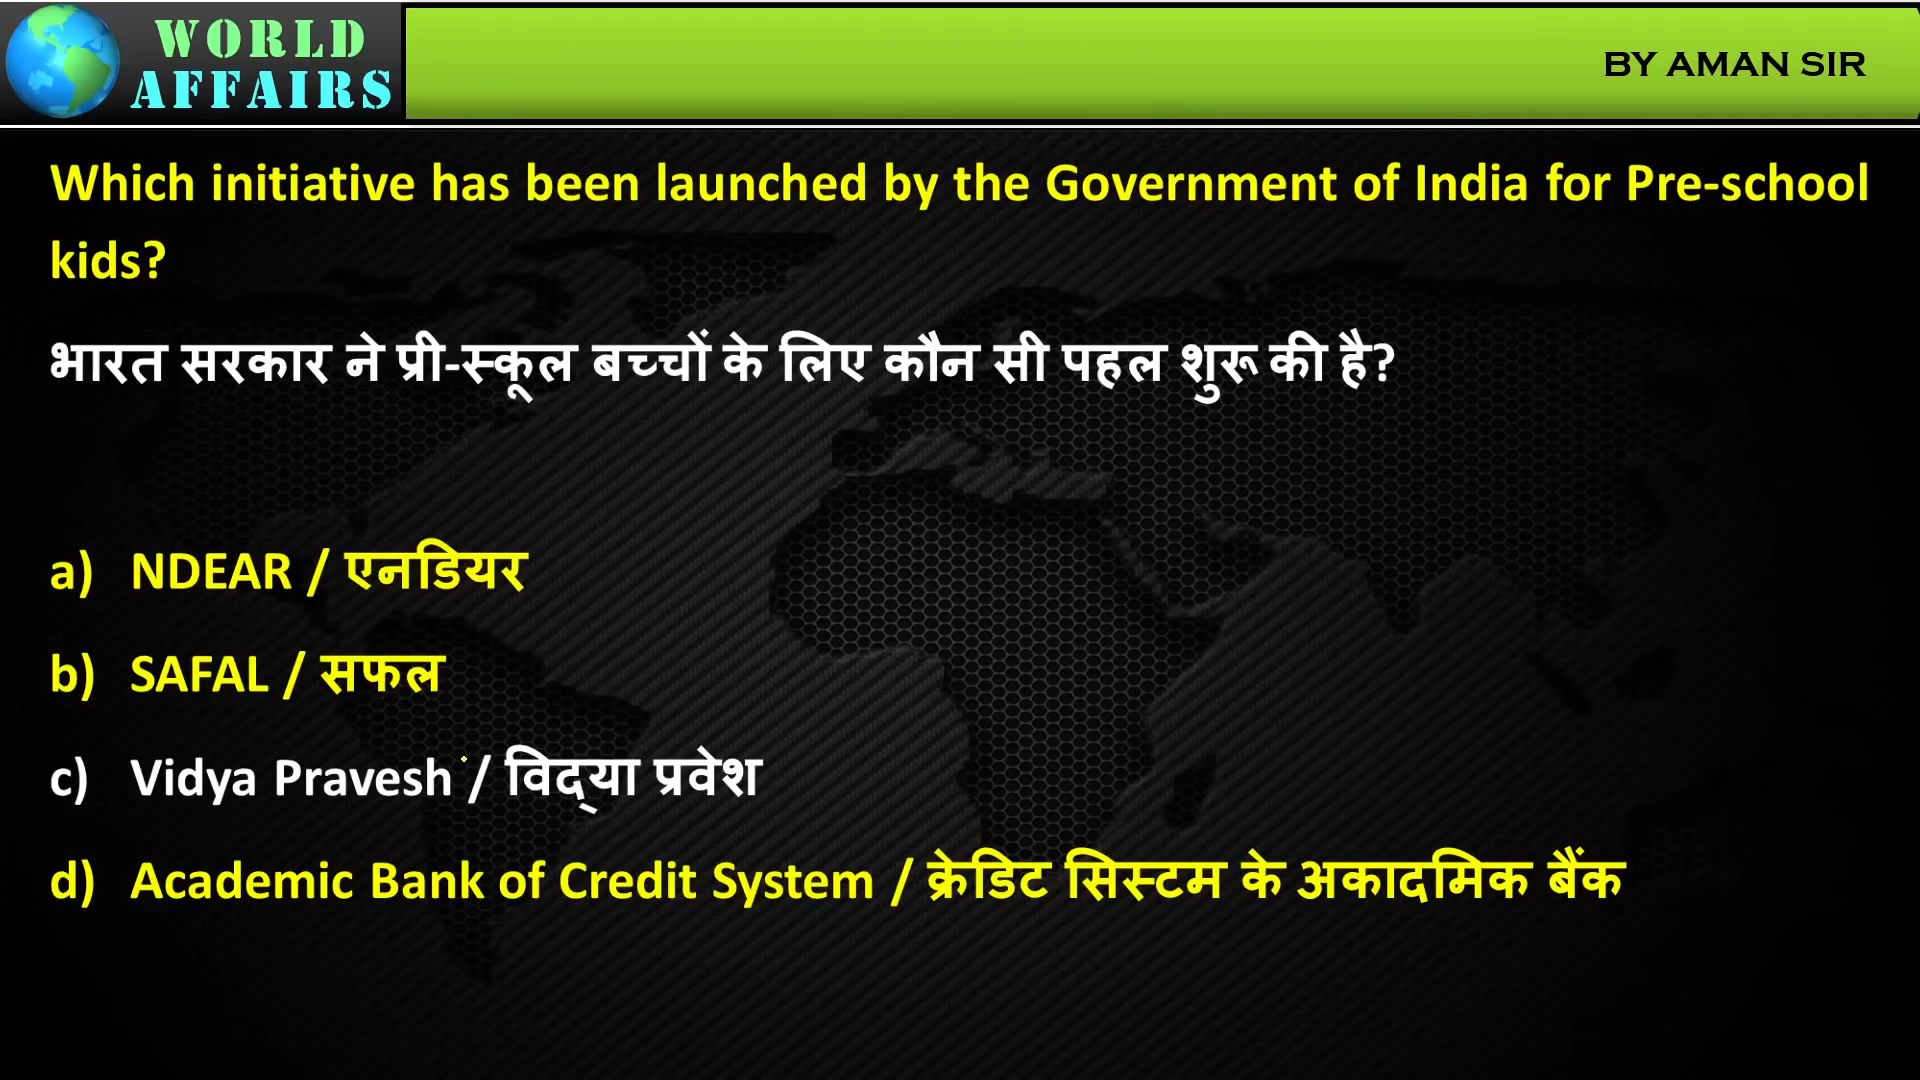 WORLD
AFFAIRS
BY AMAN SIR
Which initiative has been launched by the Government of India for Pre-school
kids?
भारत सरकार ने प्री-स्कूल बच्चों के लिए कौन सी पहल शुरू की है?
a) NDEAR / एनडियर
b) SAFAL / सफल
c) Vidya Pravesh / विद्या प्रवेश
d) Academic Bank of Credit System / क्रेडिट सिस्टम के अकादमिक बैंक